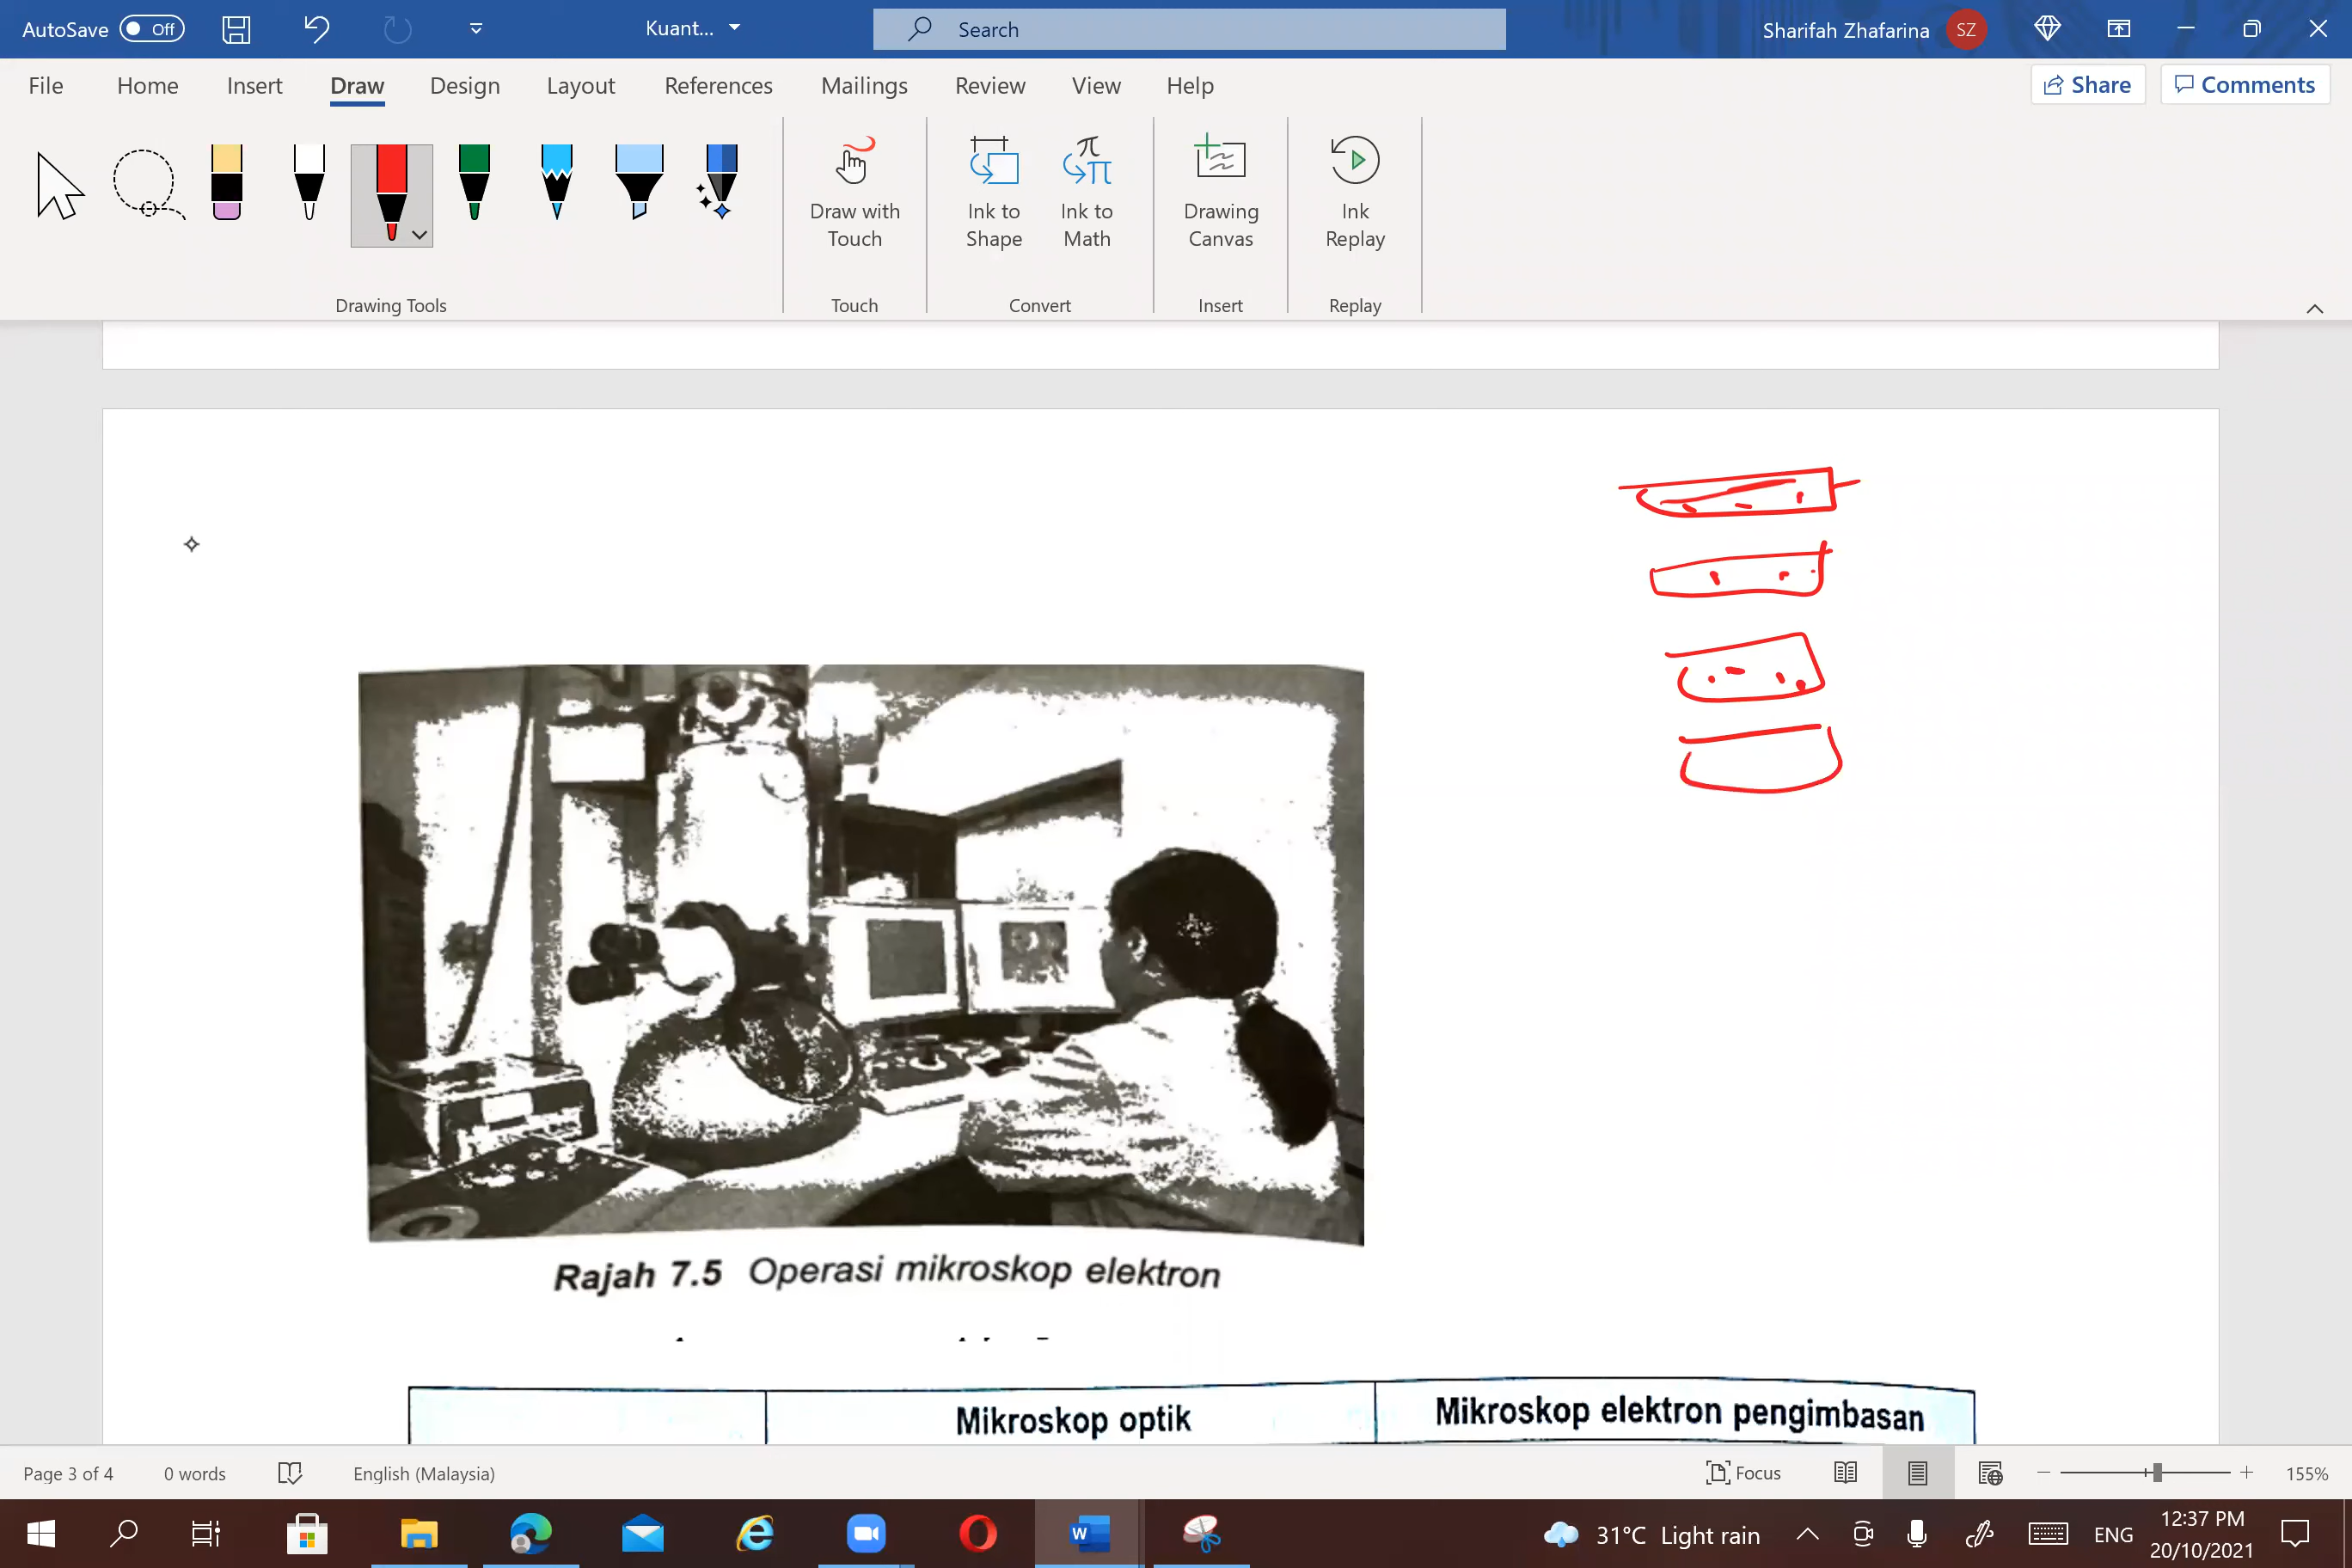 AutoSave Off Kuant... Search Sharifah Zhafarina SZ
File Home Insert Draw Design Layout References Mailings Review View Help Share Comments
Draw with Touch
Ink to Shape
Ink to Math
Drawing Canvas
Ink Replay
Drawing Tools Touch Convert Insert Replay
Rajah 7.5 Operasi mikroskop elektron
Mikroskop optik Mikroskop elektron pengimbasan
Page 3 of 4 0 words English (Malaysia) Focus 155%
31°C Light rain ENG 12:37 PM
20/10/2021